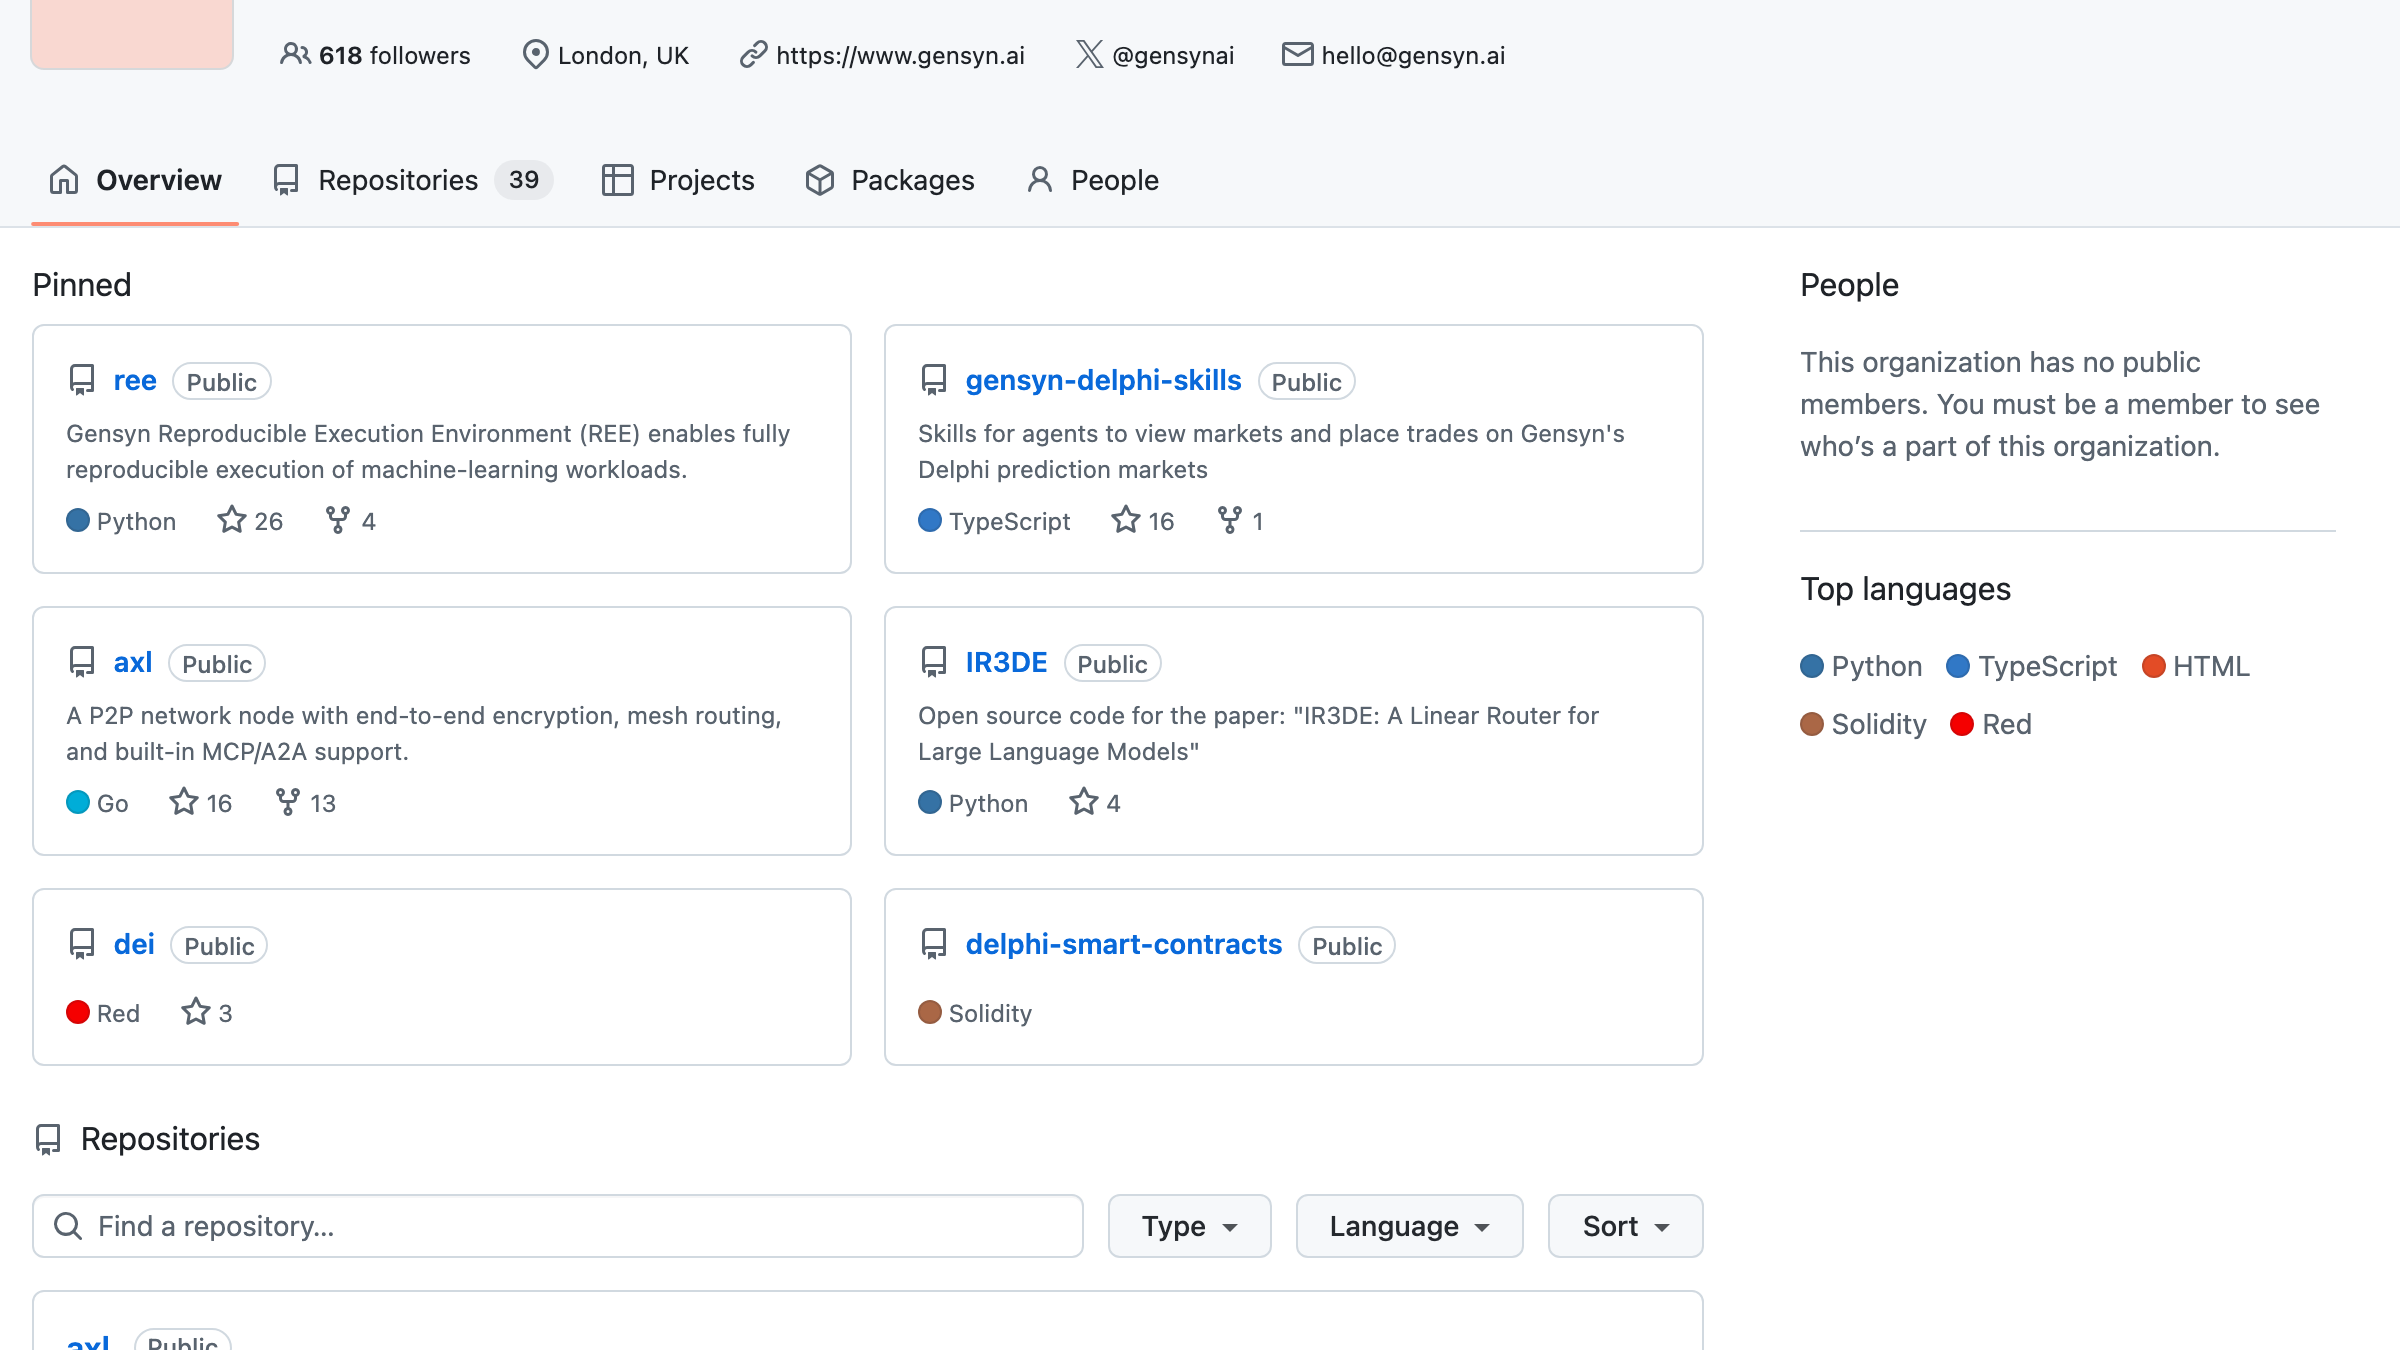 618 followers London, UK https://www.gensyn.ai @gensynai hello@gensyn.ai
Overview Repositories 39 Projects Packages People
Pinned
ree Public
Gensyn Reproducible Execution Environment (REE) enables fully
reproducible execution of machine-learning workloads.
Python 26 4
gensyn-delphi-skills Public
Skills for agents to view markets and place trades on Gensyn's
Delphi prediction markets
TypeScript 16 1
axl Public
A P2P network node with end-to-end encryption, mesh routing,
and built-in MCP/A2A support.
Go 16 13
IR3DE Public
Open source code for the paper: "IR3DE: A Linear Router for
Large Language Models"
Python 4
dei Public
Red 3
delphi-smart-contracts Public
Solidity
Repositories
Find a repository...
Type Language Sort
axl Public
People
This organization has no public
members. You must be a member to see
who’s a part of this organization.
Top languages
Python TypeScript HTML
Solidity Red